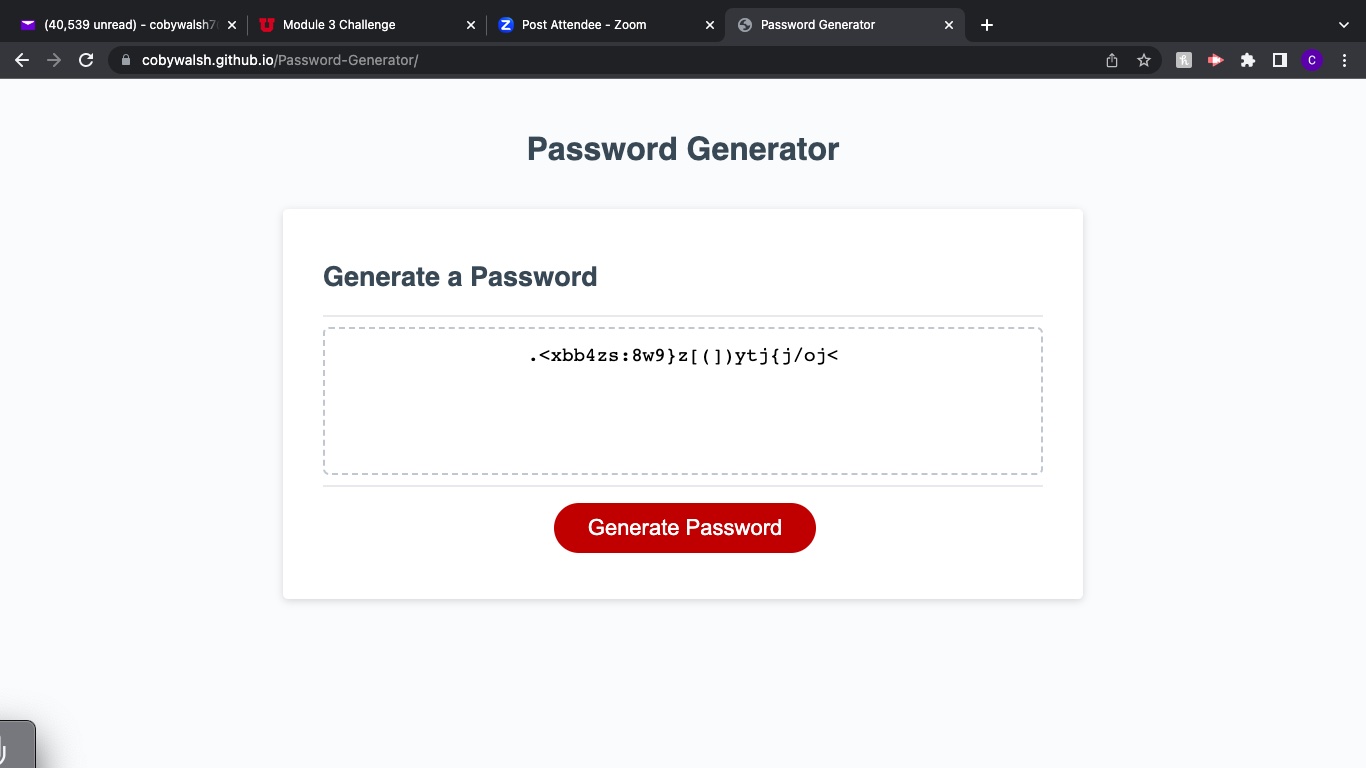 (40,539 unread) - cobywalsh7
Module 3 Challenge
Post Attendee - Zoom
Password Generator
cobywalsh.github.io/Password-Generator/
C
Password Generator
Generate a Password
.<xbb4zs:8w9}z[(])ytj{j/oj<
Generate Password